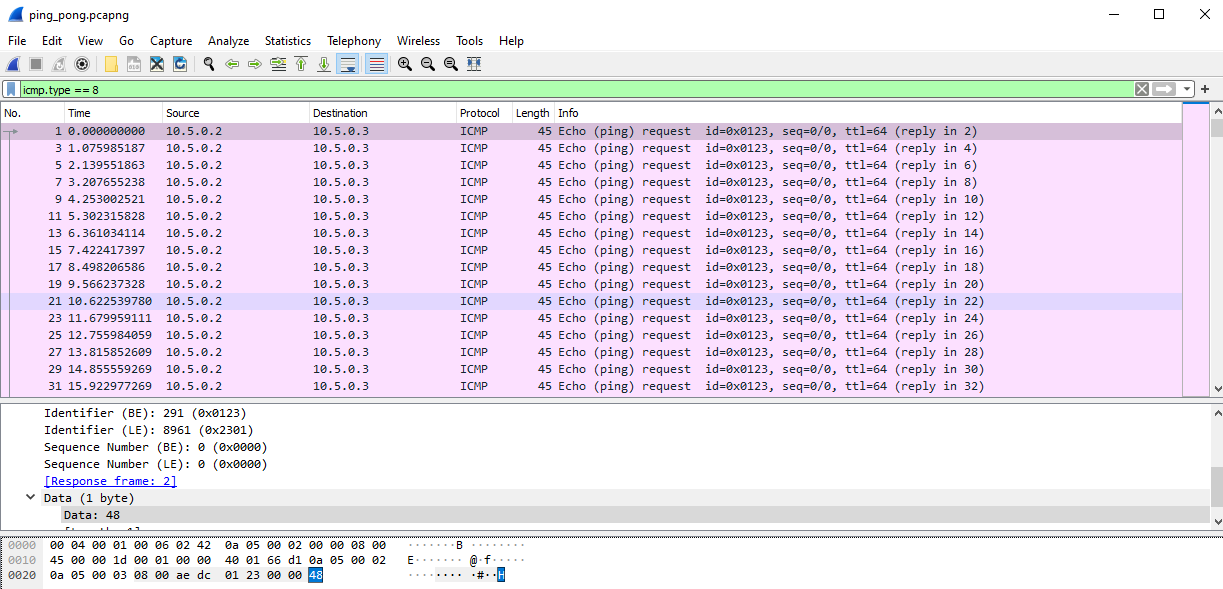 ping_pong.pcapng
File Edit View Go Capture Analyze Statistics Telephony Wireless Tools Help
icmp.type == 8
No. Time Source Destination Protocol Length Info
1 0.000000000 10.5.0.2 10.5.0.3 ICMP 45 Echo (ping) request id=0x0123, seq=0/0, ttl=64 (reply in 2)
3 1.075985187 10.5.0.2 10.5.0.3 ICMP 45 Echo (ping) request id=0x0123, seq=0/0, ttl=64 (reply in 4)
5 2.139551863 10.5.0.2 10.5.0.3 ICMP 45 Echo (ping) request id=0x0123, seq=0/0, ttl=64 (reply in 6)
7 3.207655238 10.5.0.2 10.5.0.3 ICMP 45 Echo (ping) request id=0x0123, seq=0/0, ttl=64 (reply in 8)
9 4.253002521 10.5.0.2 10.5.0.3 ICMP 45 Echo (ping) request id=0x0123, seq=0/0, ttl=64 (reply in 10)
11 5.302315828 10.5.0.2 10.5.0.3 ICMP 45 Echo (ping) request id=0x0123, seq=0/0, ttl=64 (reply in 12)
13 6.361034114 10.5.0.2 10.5.0.3 ICMP 45 Echo (ping) request id=0x0123, seq=0/0, ttl=64 (reply in 14)
15 7.422417397 10.5.0.2 10.5.0.3 ICMP 45 Echo (ping) request id=0x0123, seq=0/0, ttl=64 (reply in 16)
17 8.498206586 10.5.0.2 10.5.0.3 ICMP 45 Echo (ping) request id=0x0123, seq=0/0, ttl=64 (reply in 18)
19 9.566237328 10.5.0.2 10.5.0.3 ICMP 45 Echo (ping) request id=0x0123, seq=0/0, ttl=64 (reply in 20)
21 10.622539780 10.5.0.2 10.5.0.3 ICMP 45 Echo (ping) request id=0x0123, seq=0/0, ttl=64 (reply in 22)
23 11.679959111 10.5.0.2 10.5.0.3 ICMP 45 Echo (ping) request id=0x0123, seq=0/0, ttl=64 (reply in 24)
25 12.755984059 10.5.0.2 10.5.0.3 ICMP 45 Echo (ping) request id=0x0123, seq=0/0, ttl=64 (reply in 26)
27 13.815852609 10.5.0.2 10.5.0.3 ICMP 45 Echo (ping) request id=0x0123, seq=0/0, ttl=64 (reply in 28)
29 14.855559269 10.5.0.2 10.5.0.3 ICMP 45 Echo (ping) request id=0x0123, seq=0/0, ttl=64 (reply in 30)
31 15.922977269 10.5.0.2 10.5.0.3 ICMP 45 Echo (ping) request id=0x0123, seq=0/0, ttl=64 (reply in 32)
Identifier (BE): 291 (0x0123)
Identifier (LE): 8961 (0x2301)
Sequence Number (BE): 0 (0x0000)
Sequence Number (LE): 0 (0x0000)
[Response frame: 2]
Data (1 byte)
Data: 48
0000 00 04 00 01 00 06 02 42 0a 05 00 02 00 00 08 00 ·······B ········
0010 45 00 00 1d 00 01 00 00 40 01 66 d1 0a 05 00 02 E······· @·f·····
0020 0a 05 00 03 08 00 ae dc 01 23 00 00 48 ········ ·#··H